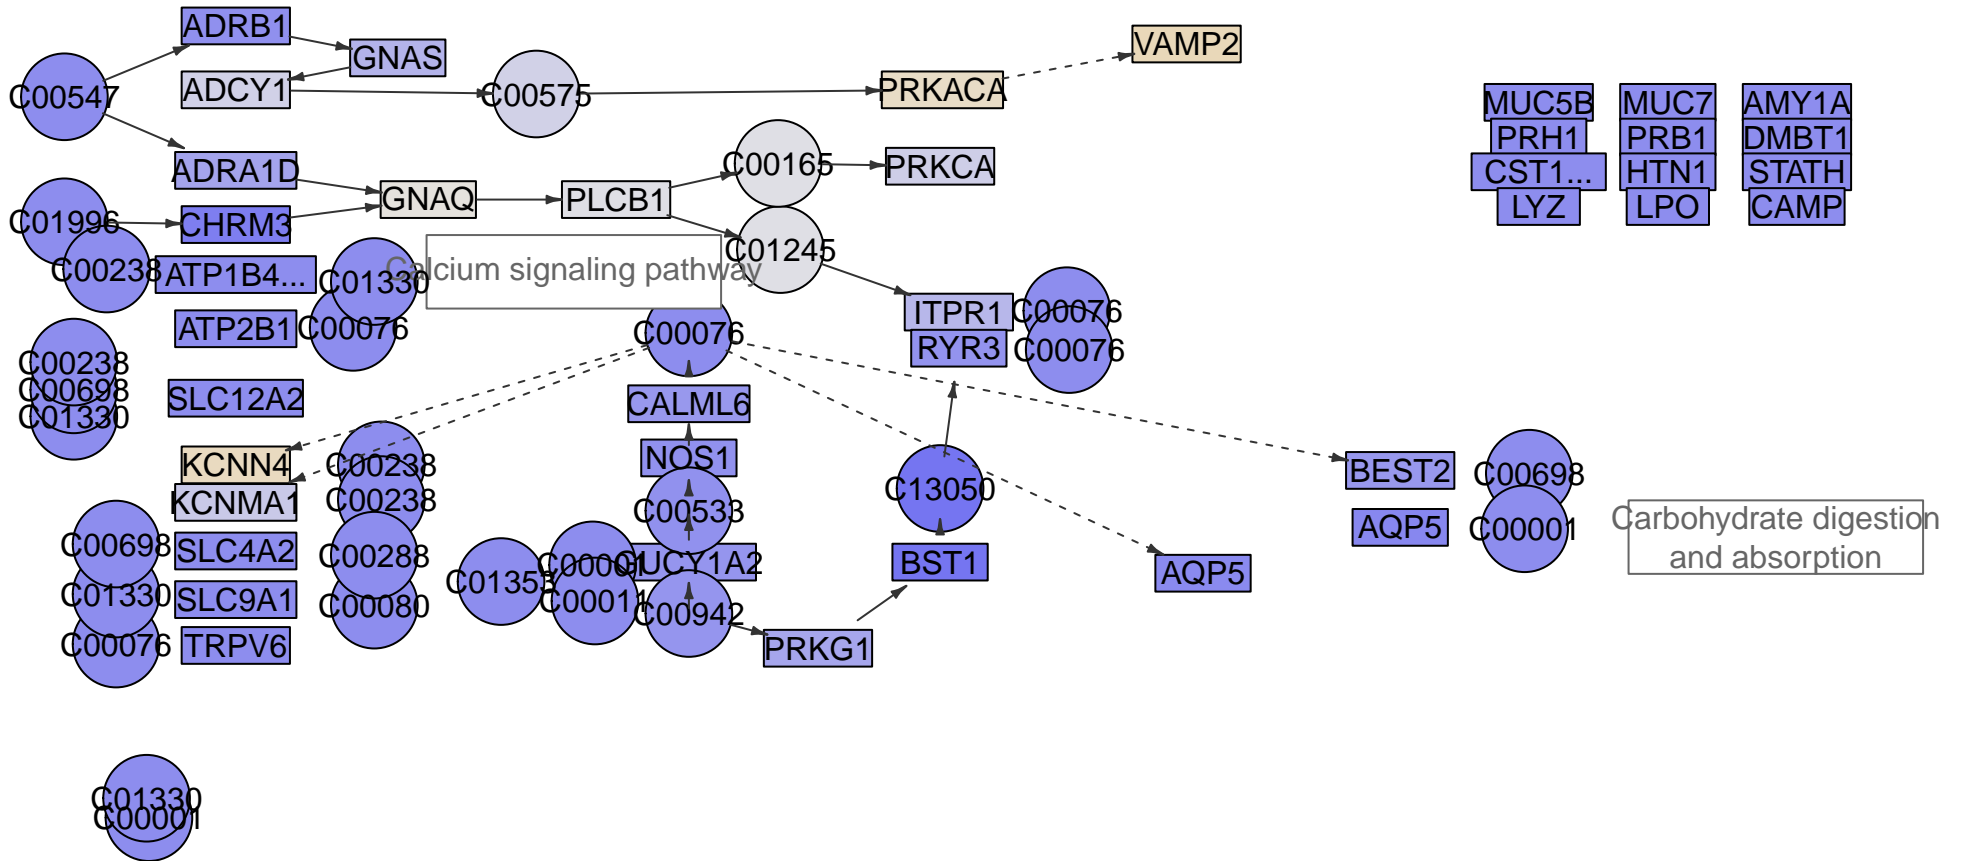 ADRB1
GNAS
VAMP2
C00547
ADCY1
C00575
PRKACA
MUC5B
MUC7
AMY1A
PRH1
PRB1
DMBT1
ADRA1D
C00165
PRKCA
CST1...
HTN1
STATH
GNAQ
PLCB1
LYZ
LPO
CAMP
C01996
CHRM3
C01245
C00238
ATP1B4...
C01330
Calcium signaling pathway
ATP2B1
C00076
C00076
ITPR1
C00076
RYR3
C00076
C00238
C00698
C01330
SLC12A2
CALML6
KCNN4
C00238
NOS1
BEST2
C00698
KCNMA1
C00238
C00533
C13050
AQP5
C00001
Carbohydrate digestion
and absorption
C00698
SLC4A2
C00288
C01353
C00001
GUCY1A2
BST1
AQP5
C01330
SLC9A1
C00080
C00011
C00942
C00076
TRPV6
PRKG1
C01330
C00001